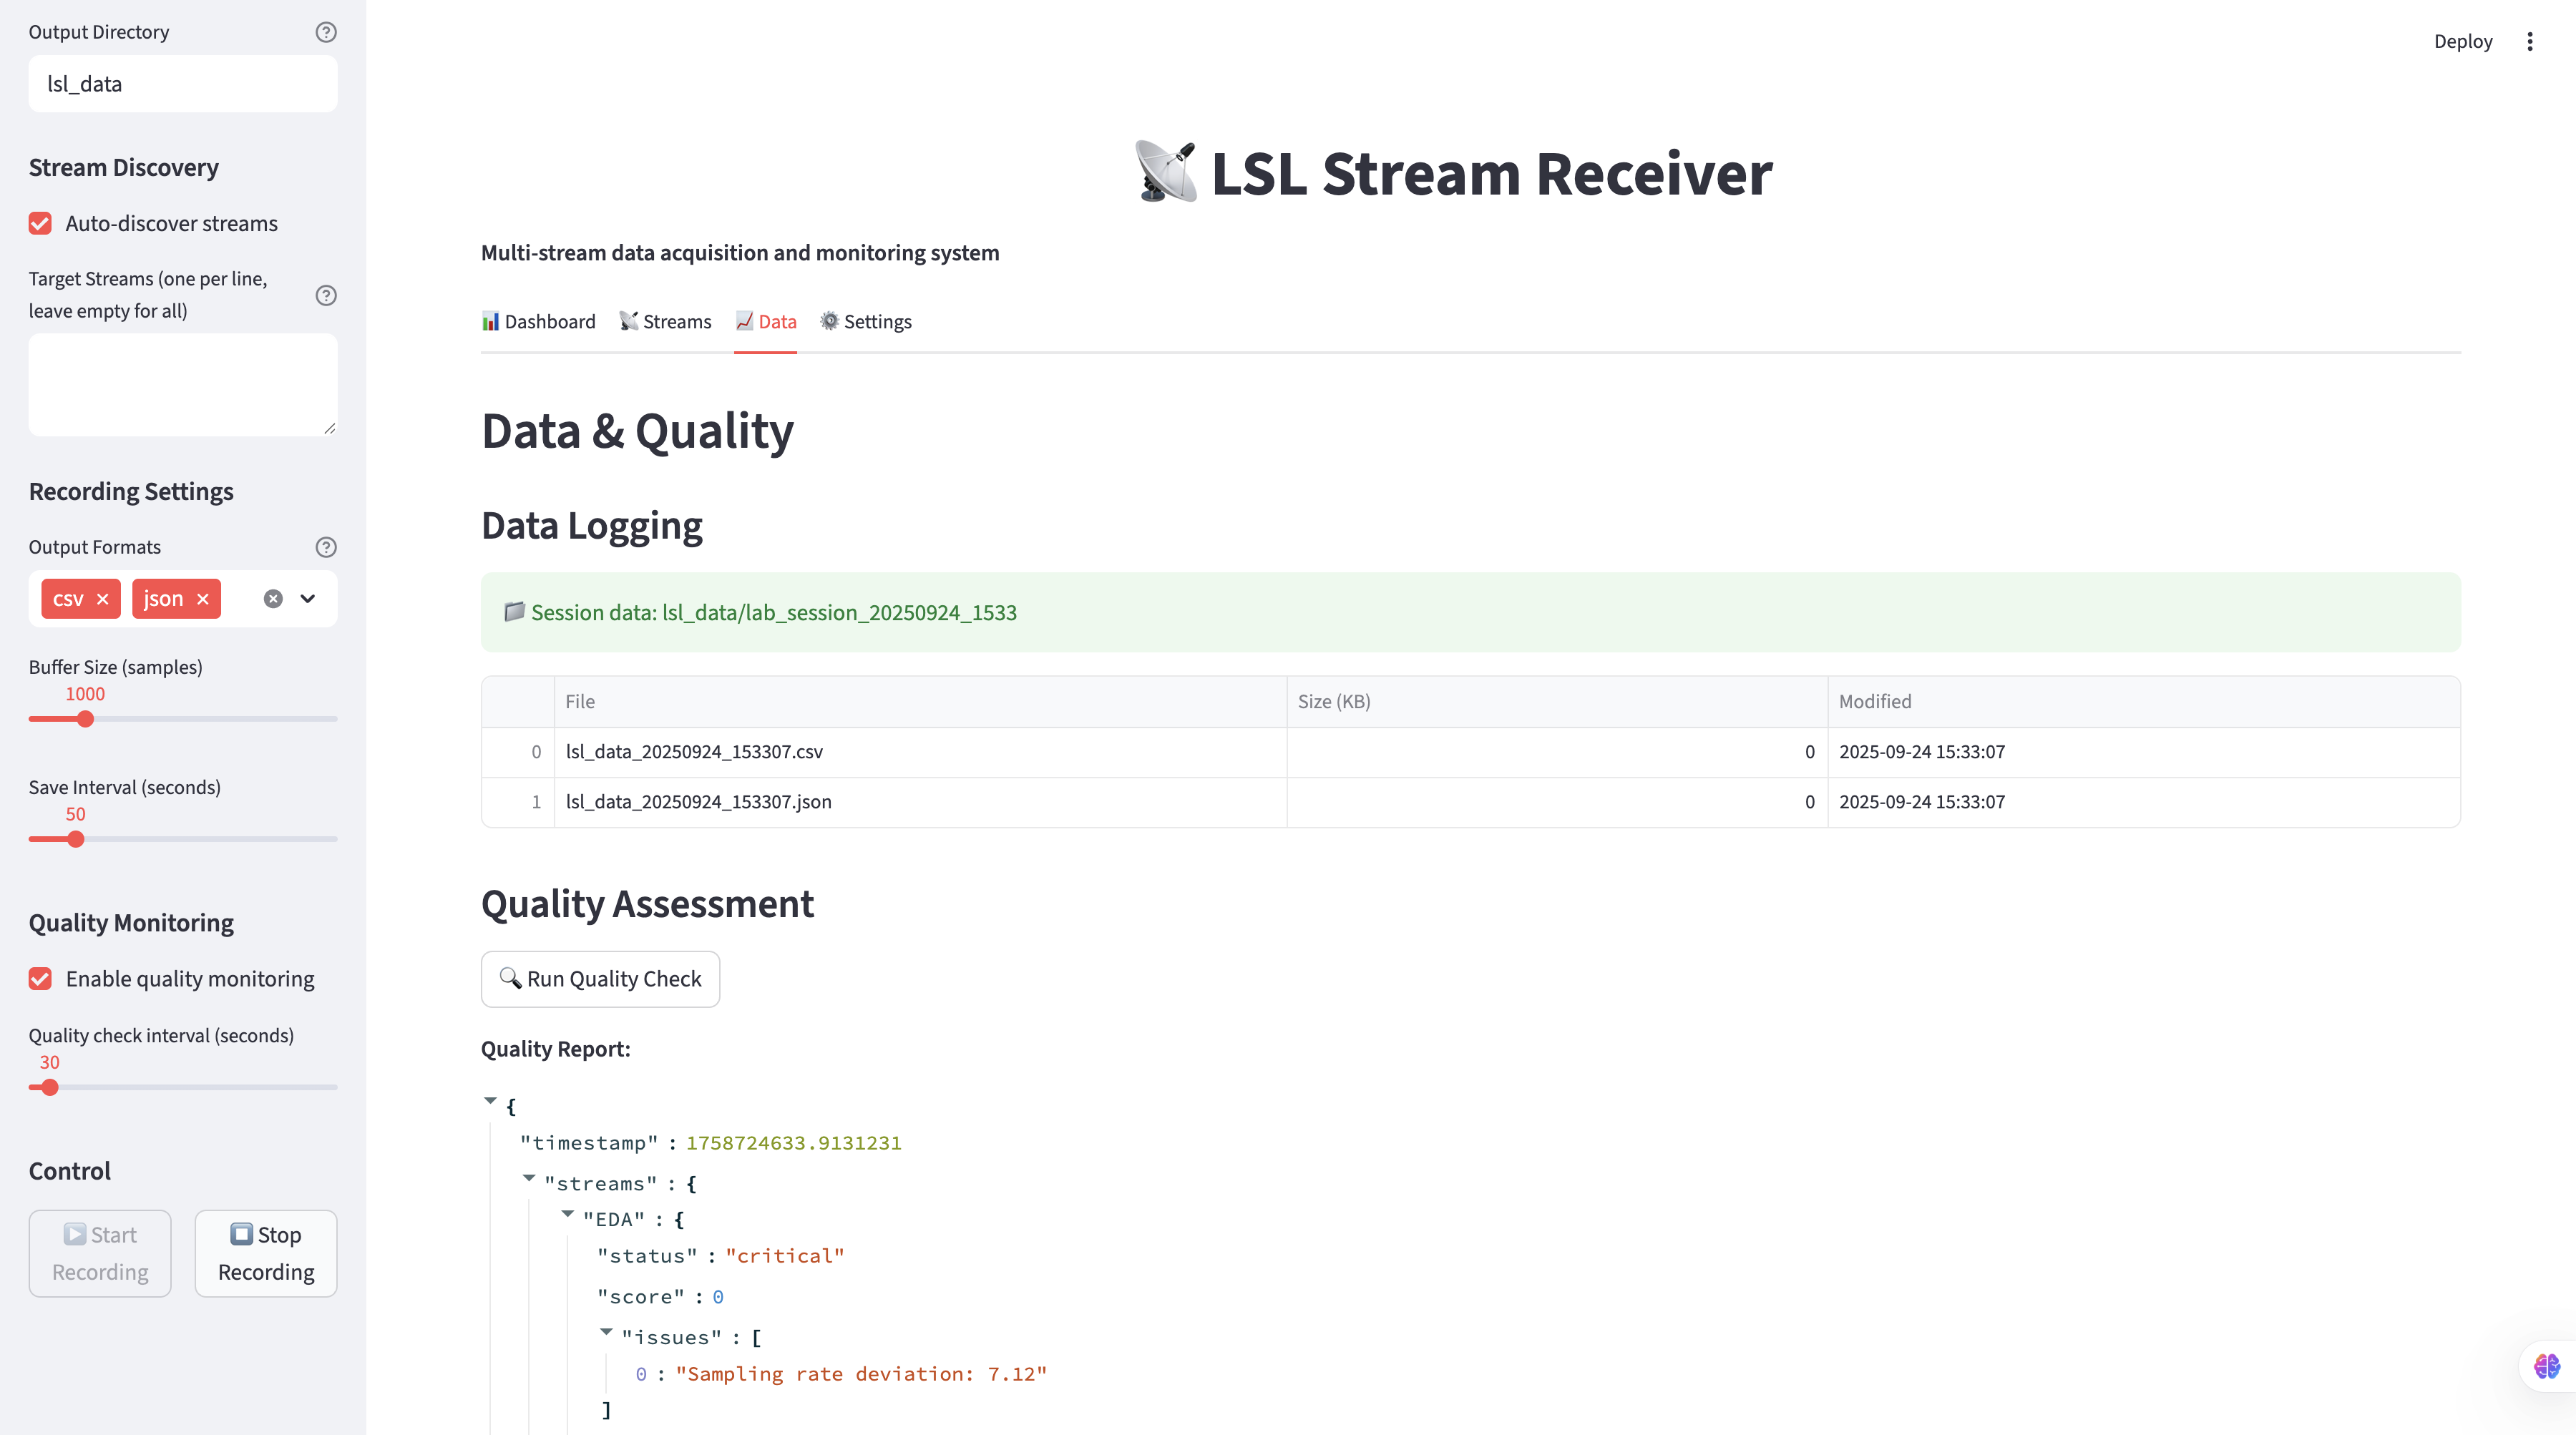 Output Directory
lsl_data
Stream Discovery
Auto-discover streams
Target Streams (one per line,
leave empty for all)
Recording Settings
Output Formats
csv
json
Buffer Size (samples)
1000
Save Interval (seconds)
50
Quality Monitoring
Enable quality monitoring
Quality check interval (seconds)
30
Control
Start
Recording
Stop
Recording
Deploy
LSL Stream Receiver
Multi-stream data acquisition and monitoring system
Dashboard Streams Data Settings
Data & Quality
Data Logging
Session data: lsl_data/lab_session_20250924_1533
File Size (KB) Modified
0 lsl_data_20250924_153307.csv 0 2025-09-24 15:33:07
1 lsl_data_20250924_153307.json 0 2025-09-24 15:33:07
Quality Assessment
Run Quality Check
Quality Report:
{
"timestamp" : 1758724633.9131231
"streams" : {
"EDA" : {
"status" : "critical"
"score" : 0
"issues" : [
0 : "Sampling rate deviation: 7.12"
]